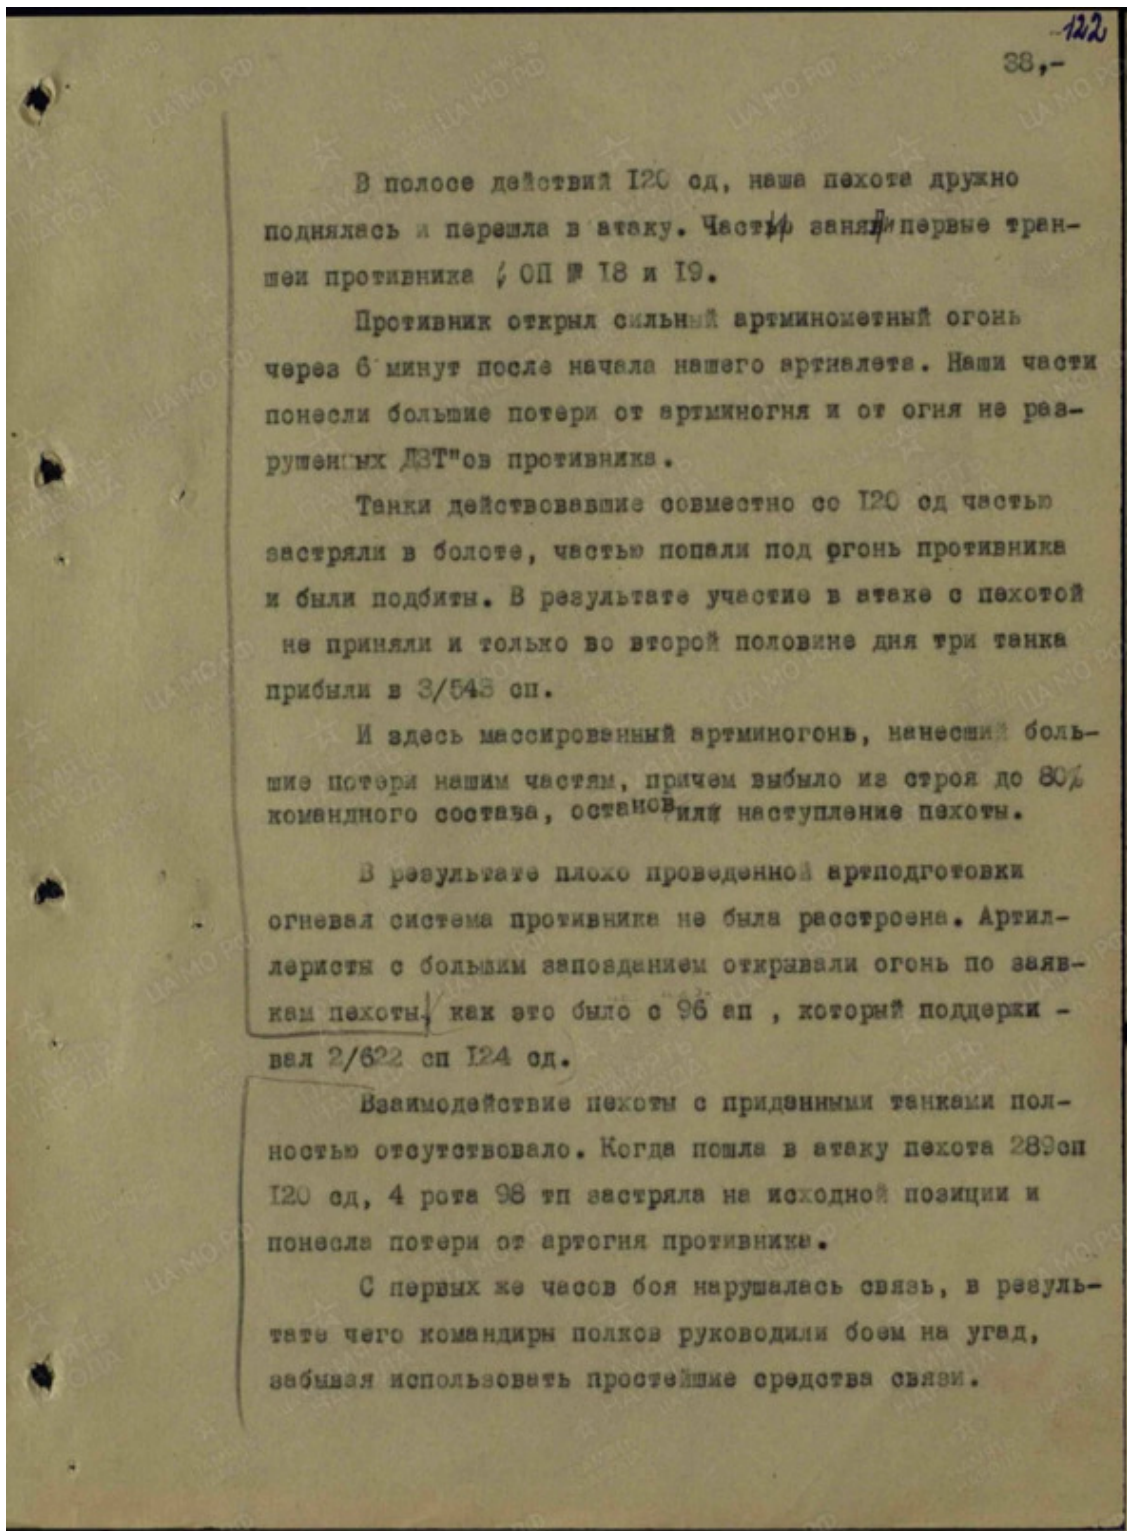 122
38,-
В полосе действий 120 сд, наша пехота дружно
поднялась и перешла в атаку. Части заняли первые тран-
шеи противника, ОП № 18 и 19.
Противник открыл сильный артминометный огонь
через 6 минут после начала нашего артналета. Наши части
понесли большие потери от артминогня и от огня не раз-
рушенных ДЗТ"ов противника.
Танки действовавшие совместно со 120 сд частью
застряли в болоте, частью попали под огонь противника
и были подбиты. В результате участие в атаке с пехотой
не приняли и только во второй половине дня три танка
прибыли в 3/543 сп.
И здесь массированный артминогонь, нанесший боль-
шие потери нашим частям, причем выбыло из строя до 80%
командного состава, остановили наступление пехоты.
В результате плохо проведенной артподготовки
огневая система противника не была расстроена. Артил-
леристы с большим запозданием открывали огонь по заяв-
кам пехоты, как это было с 96 ап , который поддержи -
вал 2/622 сп 124 сд.
Взаимодействие пехоты с приданными танками пол-
ностью отсутствовало. Когда пошла в атаку пехота 289сп
120 сд, 4 рота 98 тп застряла на исходной позиции и
понесла потери от артогня противника.
С первых же часов боя нарушалась связь, в резуль-
тате чего командиры полков руководили боем на угад,
забывая использовать простейшие средства связи.
ЦАМО РФ
ПАМЯТЬ НАРОДА